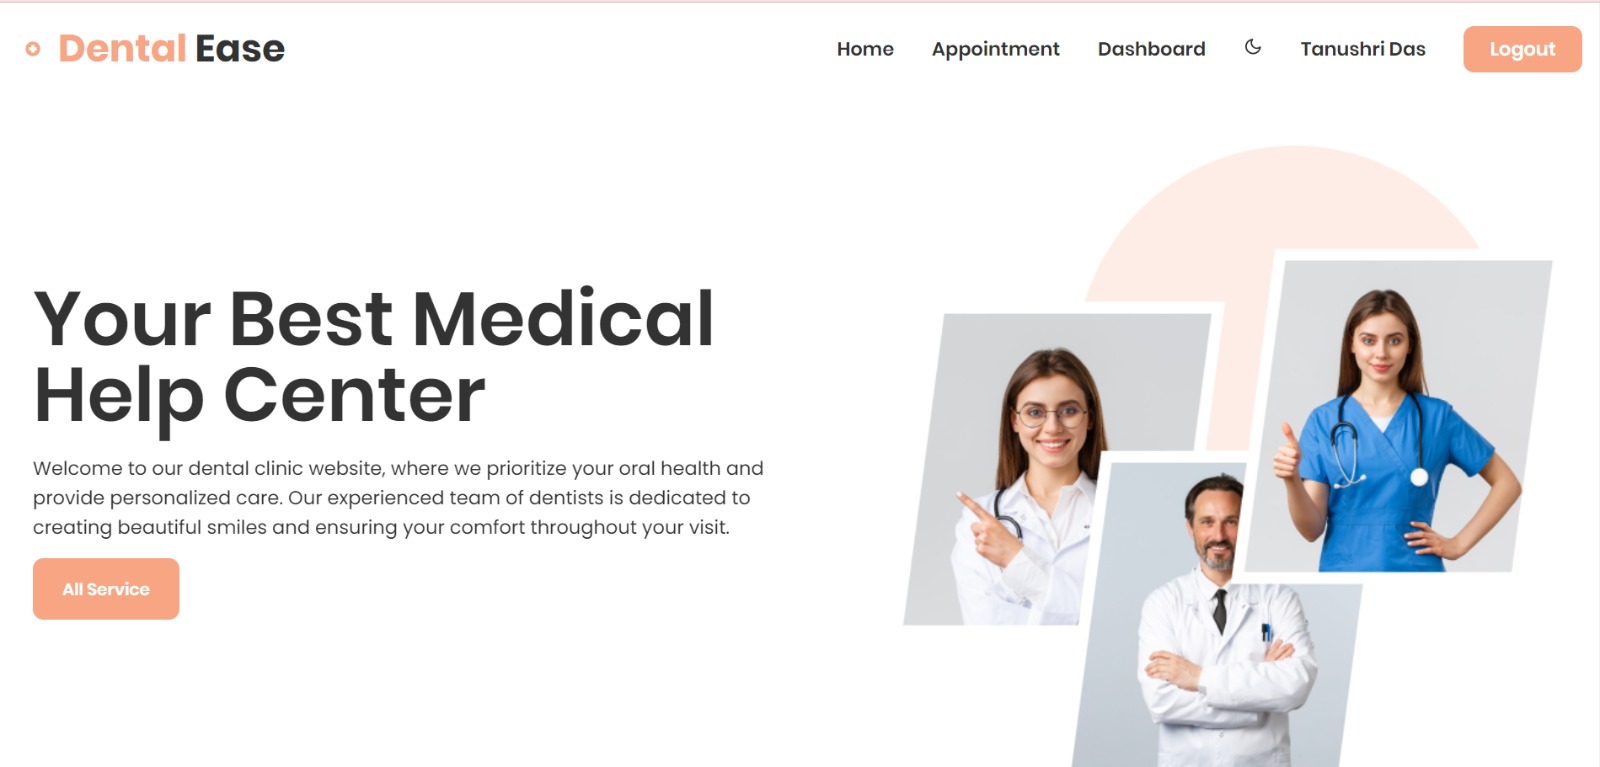 Dental Ease
Home
Appointment
Dashboard
Tanushri Das
Logout
Your Best Medical
Help Center
Welcome to our dental clinic website, where we prioritize your oral health and
provide personalized care. Our experienced team of dentists is dedicated to
creating beautiful smiles and ensuring your comfort throughout your visit.
All Service